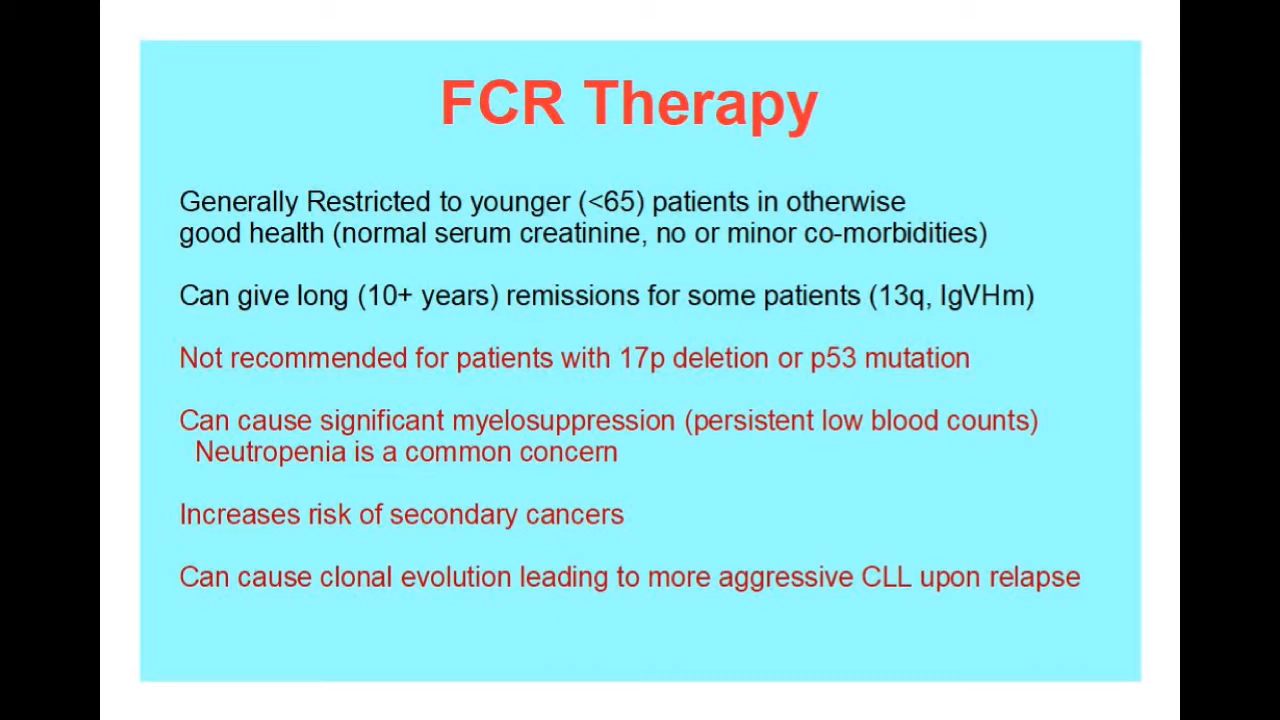 FCR Therapy
Generally Restricted to younger (<65) patients in otherwise
good health (normal serum creatinine, no or minor co-morbidities)
Can give long (10+ years) remissions for some patients (13q, IgVHm)
Not recommended for patients with 17p deletion or p53 mutation
Can cause significant myelosuppression (persistent low blood counts)
Neutropenia is a common concern
Increases risk of secondary cancers
Can cause clonal evolution leading to more aggressive CLL upon relapse